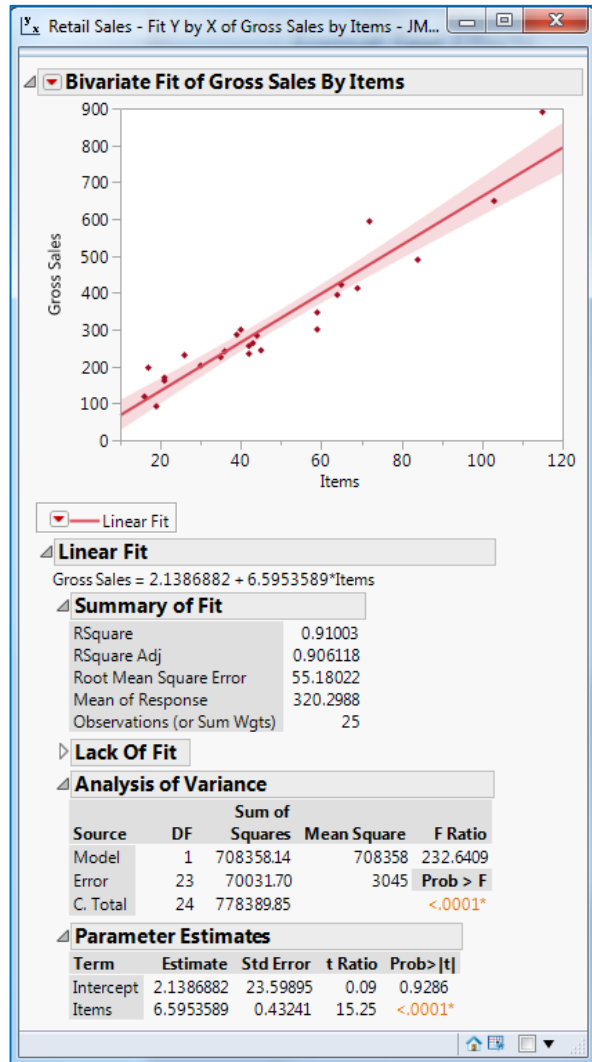 Retail Sales - Fit Y by X of Gross Sales by Items - JM...
Bivariate Fit of Gross Sales By Items
900
800
700
600
500
400
300
200
100
0
Gross Sales
20 40 60 80 100 120
Items
Linear Fit
Linear Fit
Gross Sales = 2.1386882 + 6.5953589*Items
Summary of Fit
RSquare 0.91003
RSquare Adj 0.906118
Root Mean Square Error 55.18022
Mean of Response 320.2988
Observations (or Sum Wgts) 25
Lack Of Fit
Analysis of Variance
Sum of
Source DF Squares Mean Square F Ratio
Model 1 708358.14 708358 232.6409
Error 23 70031.70 3045 Prob > F
C. Total 24 778389.85 <.0001*
Parameter Estimates
Term Estimate Std Error t Ratio Prob>|t|
Intercept 2.1386882 23.59895 0.09 0.9286
Items 6.5953589 0.43241 15.25 <.0001*